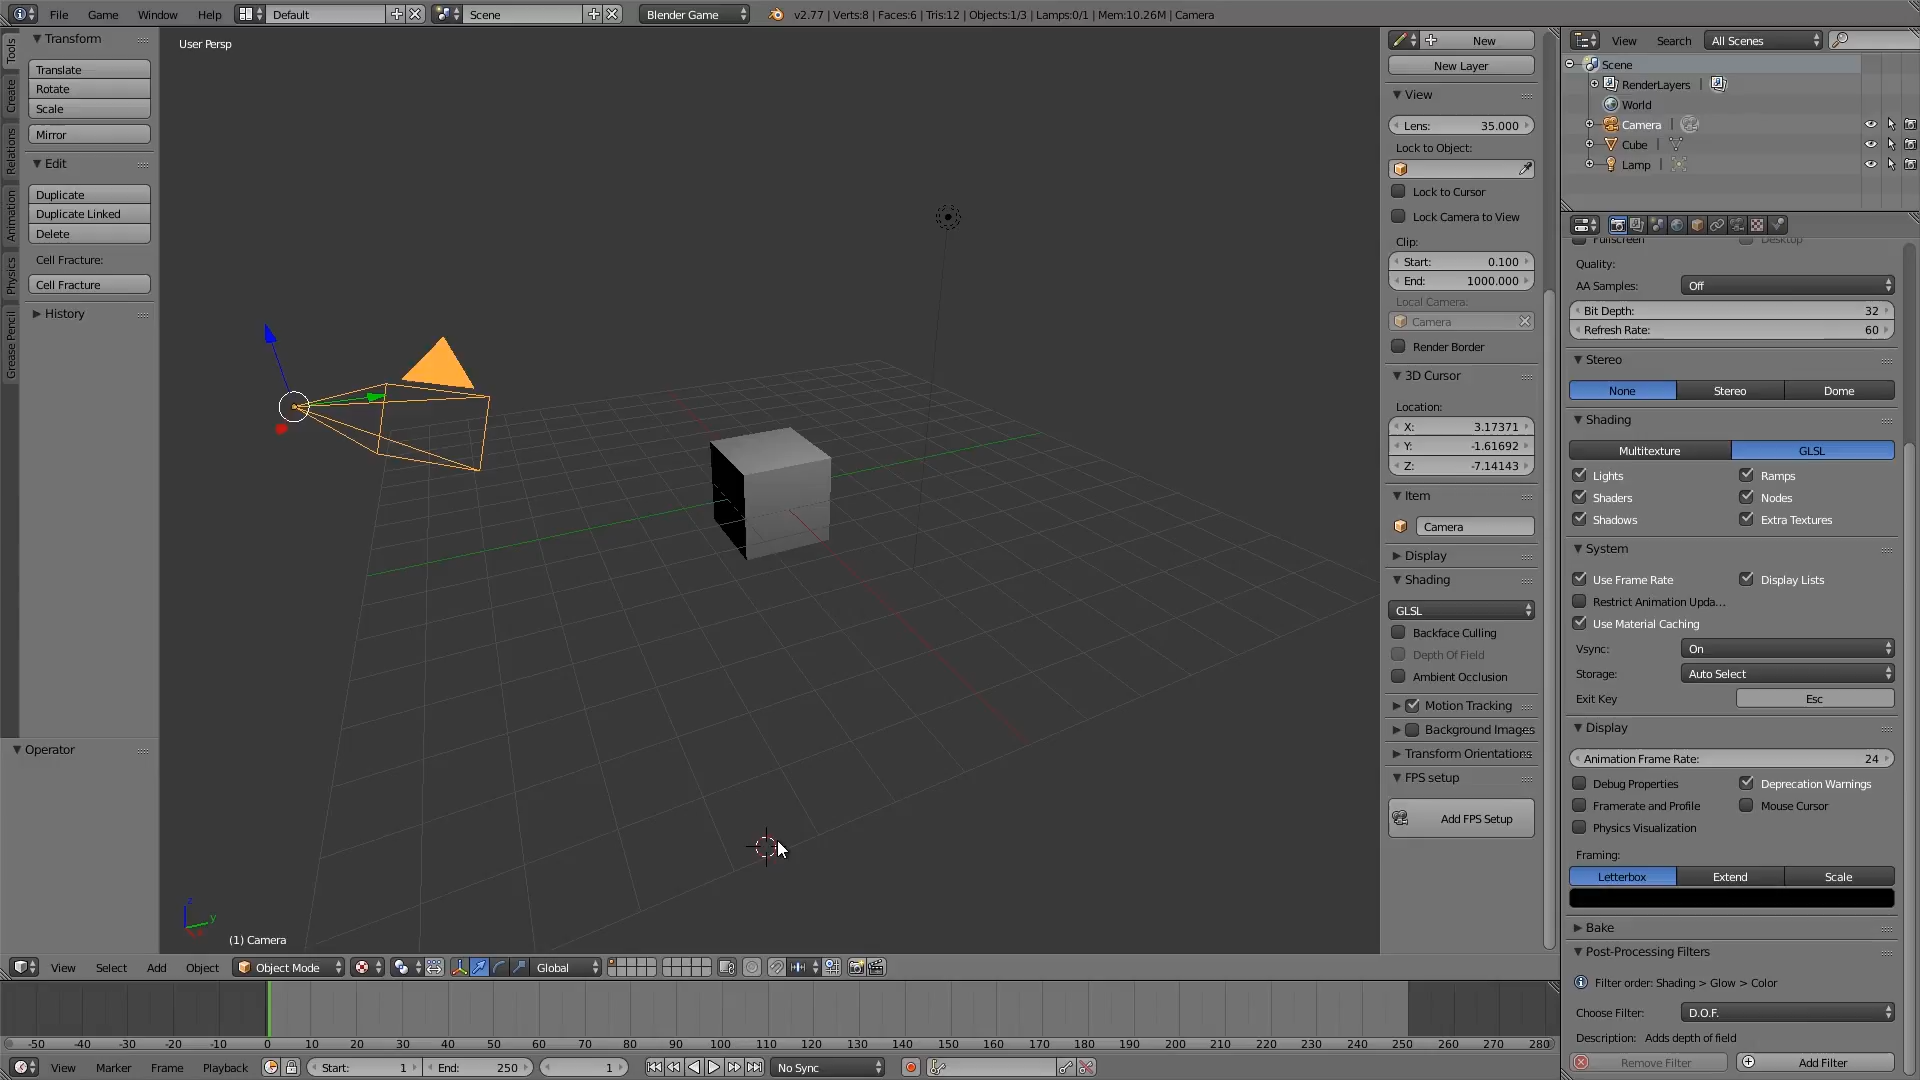 File Game Window Help Default Scene Blender Game v2.77 | Verts:8 | Faces:6 | Tris:12 | Objects:1/3 | Lamps:0/1 | Mem:10.26M | Camera
Tools
Create
Relations
Animation
Physics
Grease Pencil
Transform
Translate
Rotate
Scale
Mirror
Edit
Duplicate
Duplicate Linked
Delete
Cell Fracture:
Cell Fracture
History
Operator
User Persp
z
y
(1) Camera
New
New Layer
View
Lens: 35.000
Lock to Object:
Lock to Cursor
Lock Camera to View
Clip:
Start: 0.100
End: 1000.000
Local Camera:
Camera
Render Border
3D Cursor
Location:
X: 3.17371
Y: -1.61692
Z: -7.14143
Item
Camera
Display
Shading
GLSL
Backface Culling
Depth Of Field
Ambient Occlusion
Motion Tracking
Background Images
Transform Orientations
FPS setup
Add FPS Setup
View Search All Scenes
Scene
RenderLayers |
World
Camera |
Cube |
Lamp |
Fullscreen Desktop
Quality:
AA Samples: Off
Bit Depth: 32
Refresh Rate: 60
Stereo
None Stereo Dome
Shading
Multitexture GLSL
Lights Ramps
Shaders Nodes
Shadows Extra Textures
System
Use Frame Rate Display Lists
Restrict Animation Upda...
Use Material Caching
Vsync: On
Storage: Auto Select
Exit Key Esc
Display
Animation Frame Rate: 24
Debug Properties Deprecation Warnings
Framerate and Profile Mouse Cursor
Physics Visualization
Framing:
Letterbox Extend Scale
Bake
Post-Processing Filters
Filter order: Shading > Glow > Color
Choose Filter: D.O.F.
Description: Adds depth of field
Remove Filter Add Filter
View Select Add Object Object Mode Global
-50 -40 -30 -20 -10 0 10 20 30 40 50 60 70 80 90 100 110 120 130 140 150 160 170 180 190 200 210 220 230 240 250 260 270 280
View Marker Frame Playback Start: 1 End: 250 1 No Sync